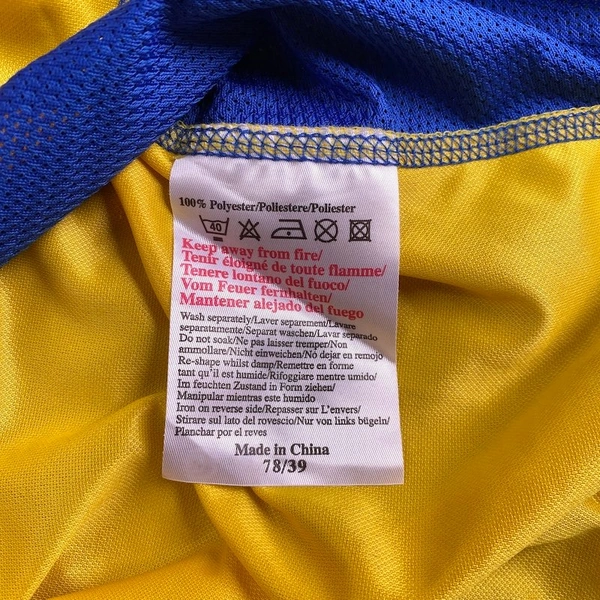 100% Polyester/Poliestere/Poliester
40
Keep away from fire/
Tenir éloigné de toute flamme/
Tenere lontano del fuoco/
Vom Feuer fernhalten/
Mantener alejado del fuego
Wash separately/Laver separement/Lavare
separatamente/Separat waschen/Lavar separado
Do not soak/Ne pas laisser tremper/Non
ammollare/Nicht einweichen/No dejar en remojo
Re-shape whilst damp/Remettre en forme
tant qu'il est humide/Rifoggiare mentre umido/
Im feuchten Zustand in Form ziehen/
Manipular mientras este humido
Iron on reverse side/Repasser sur L'envers/
Stirare sul lato del rovescio/Nur von links bügeln/
Planchar por el reves
Made in China
78/39